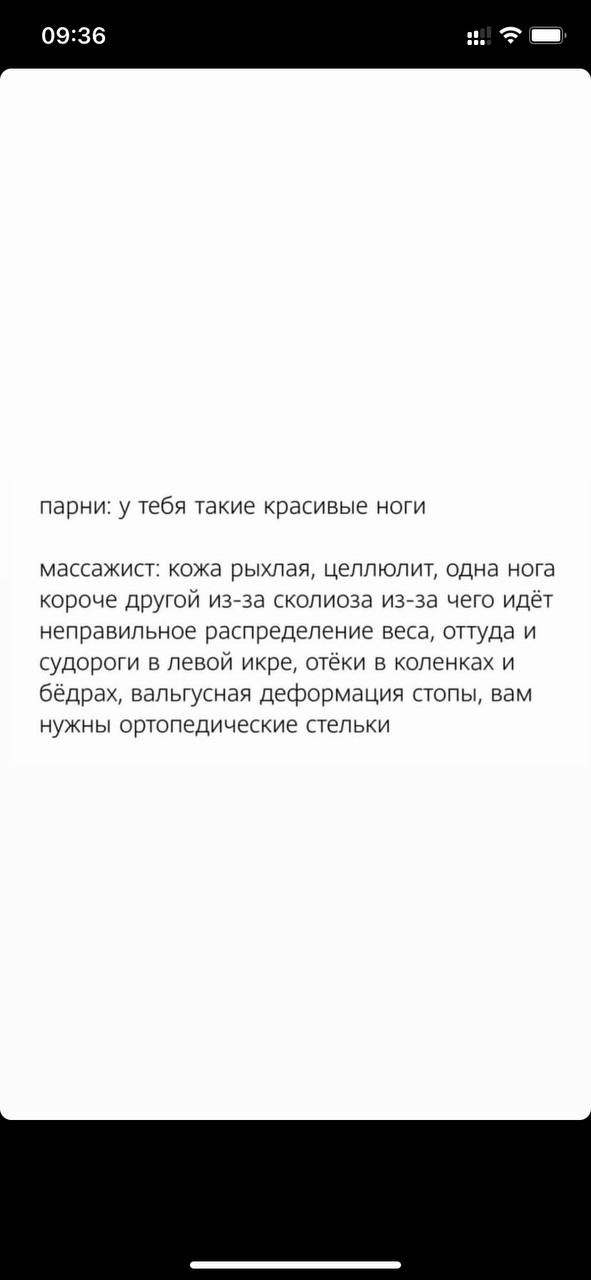 09:36
парни: у тебя такие красивые ноги
массажист: кожа рыхлая, целлюлит, одна нога
короче другой из-за сколиоза из-за чего идёт
неправильное распределение веса, оттуда и
судороги в левой икре, отёки в коленках и
бёдрах, вальгусная деформация стопы, вам
нужны ортопедические стельки